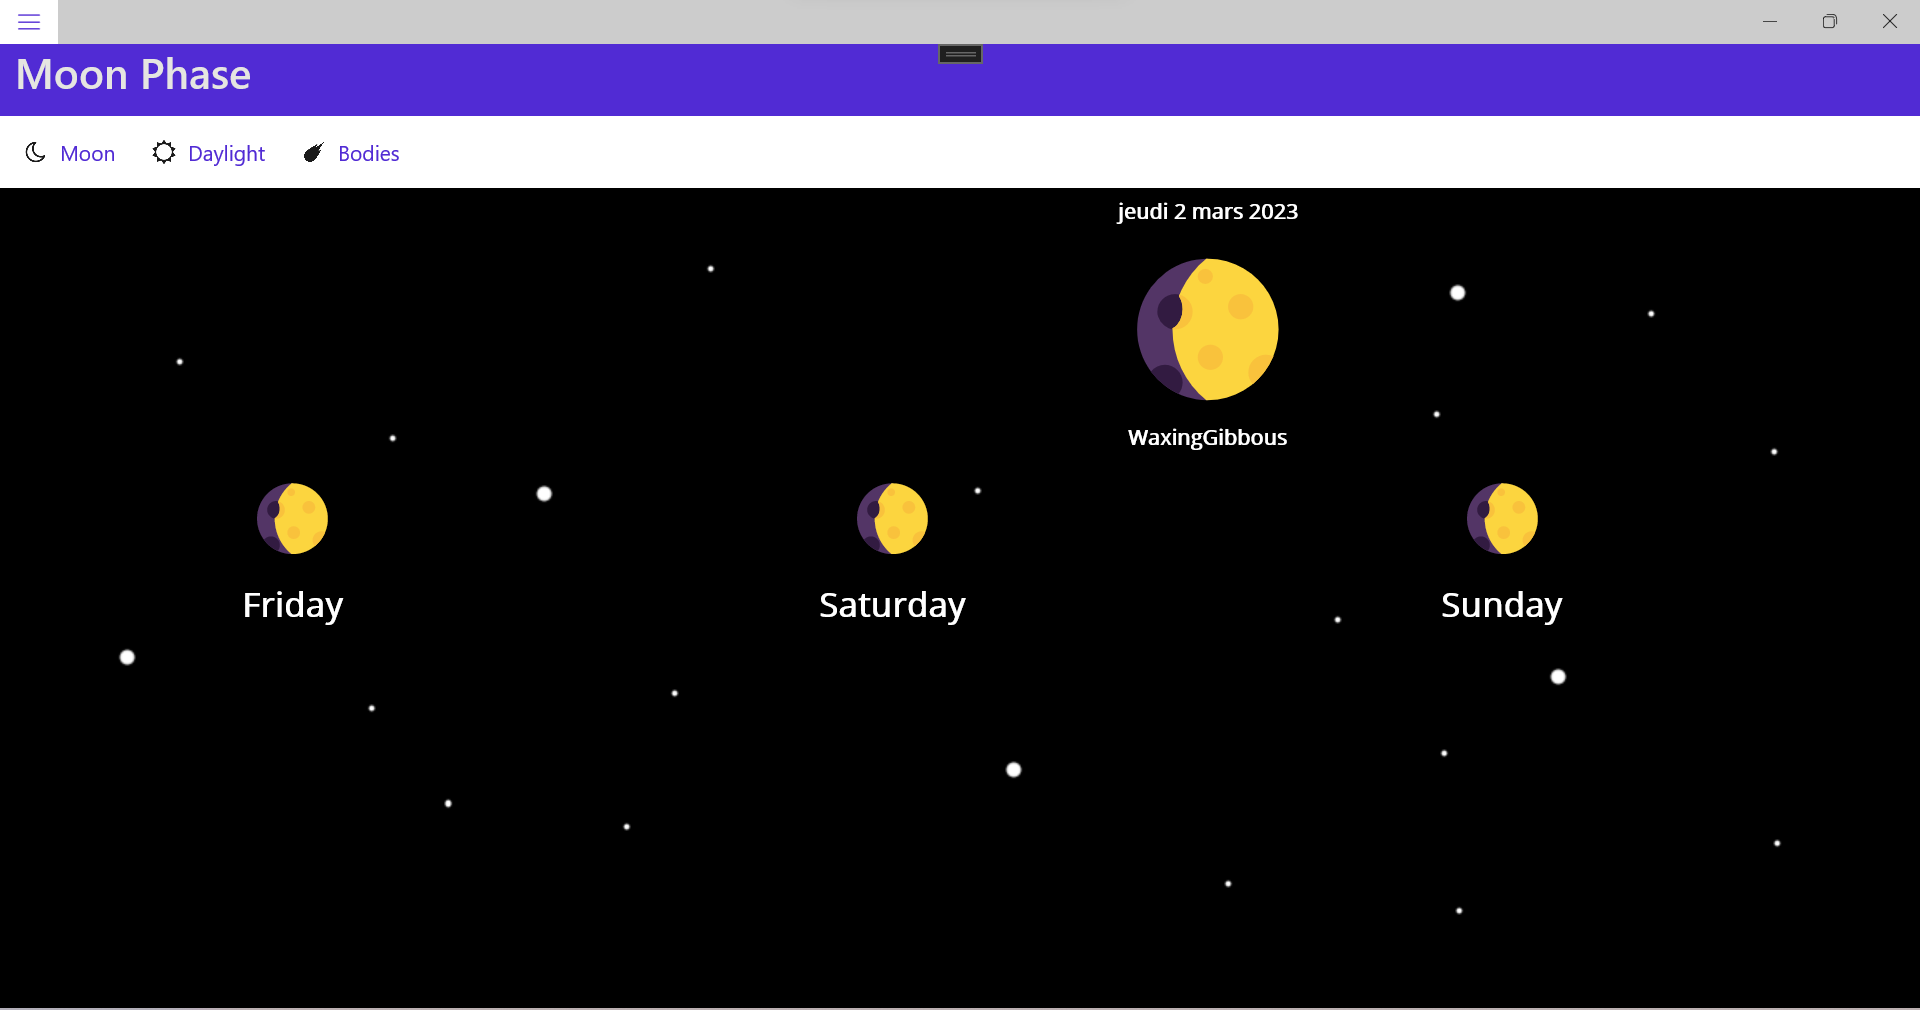 Moon Phase
Moon
Daylight
Bodies
jeudi 2 mars 2023
WaxingGibbous
Friday
Saturday
Sunday